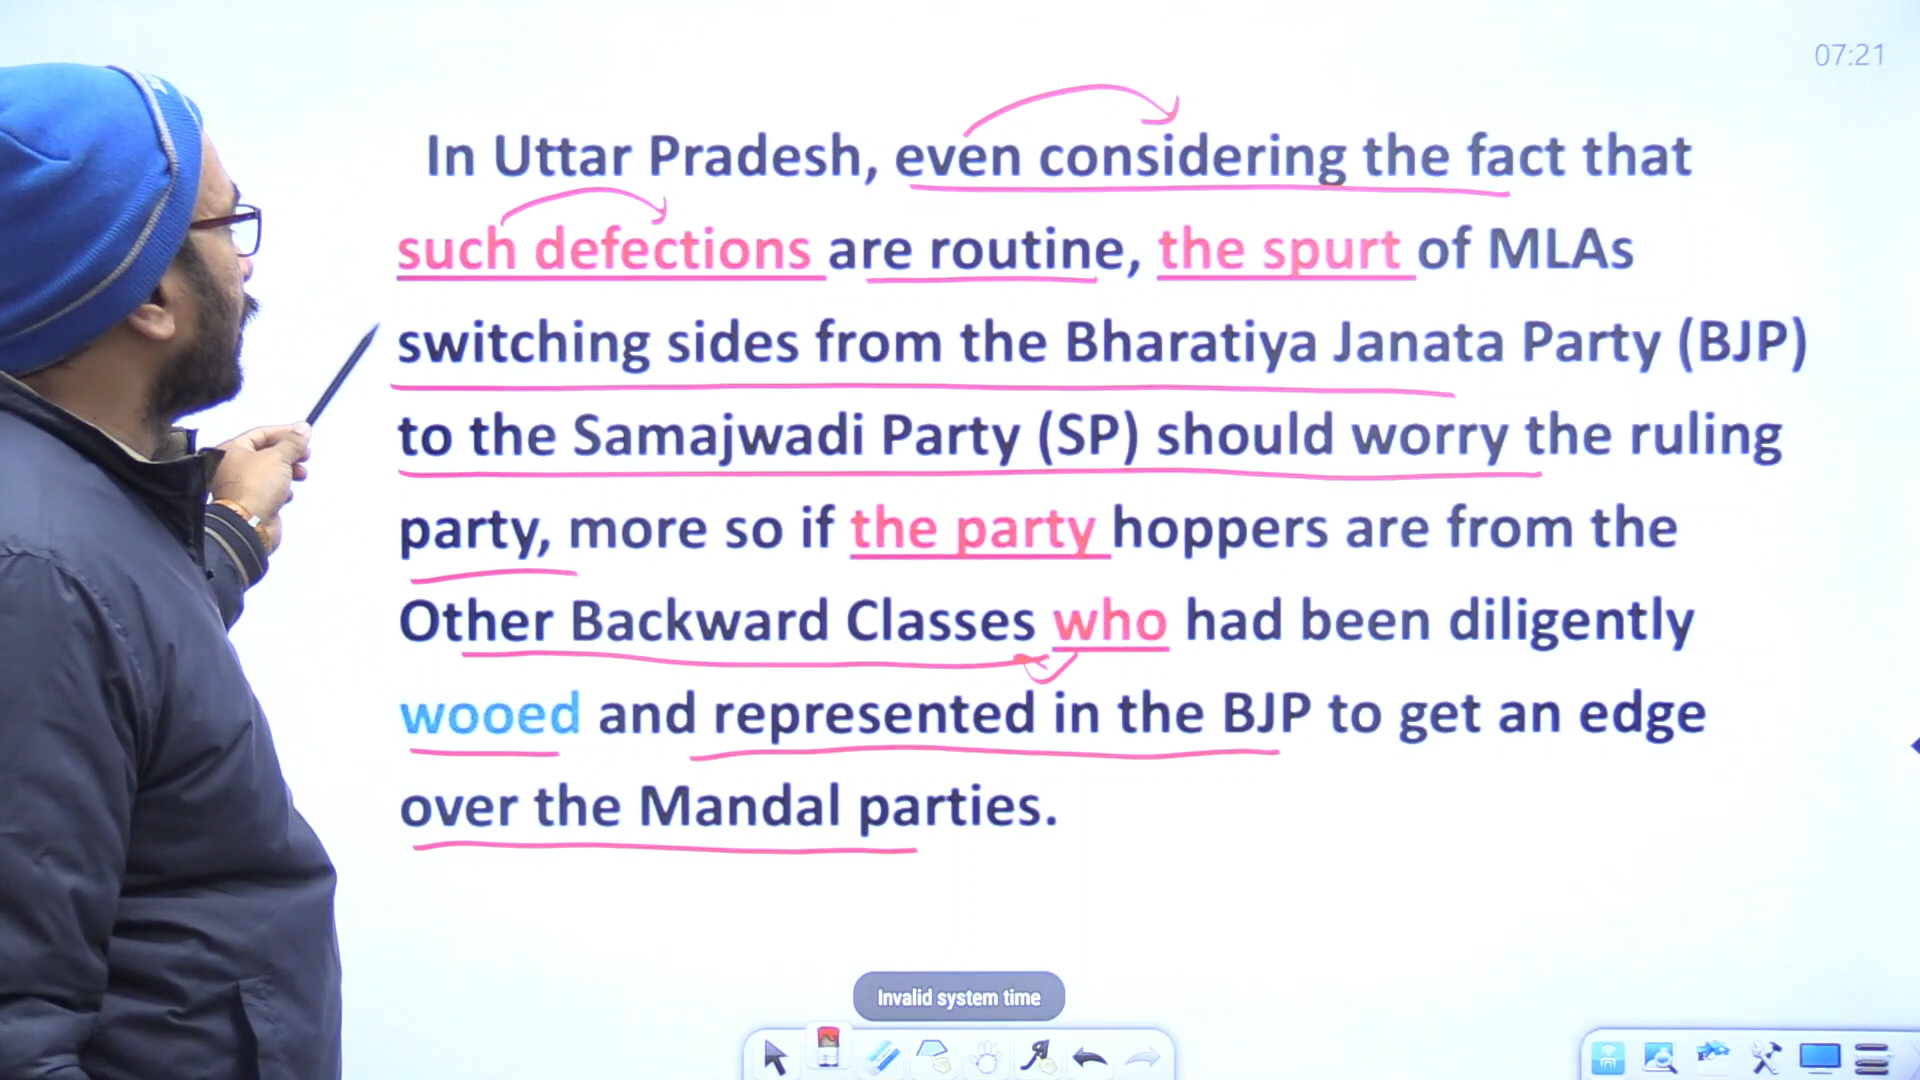 07:21
In Uttar Pradesh, even considering the fact that
such defections are routine, the spurt of MLAs
switching sides from the Bharatiya Janata Party (BJP)
to the Samajwadi Party (SP) should worry the ruling
party, more so if the party hoppers are from the
Other Backward Classes who had been diligently
wooed and represented in the BJP to get an edge
over the Mandal parties.
Invalid system time